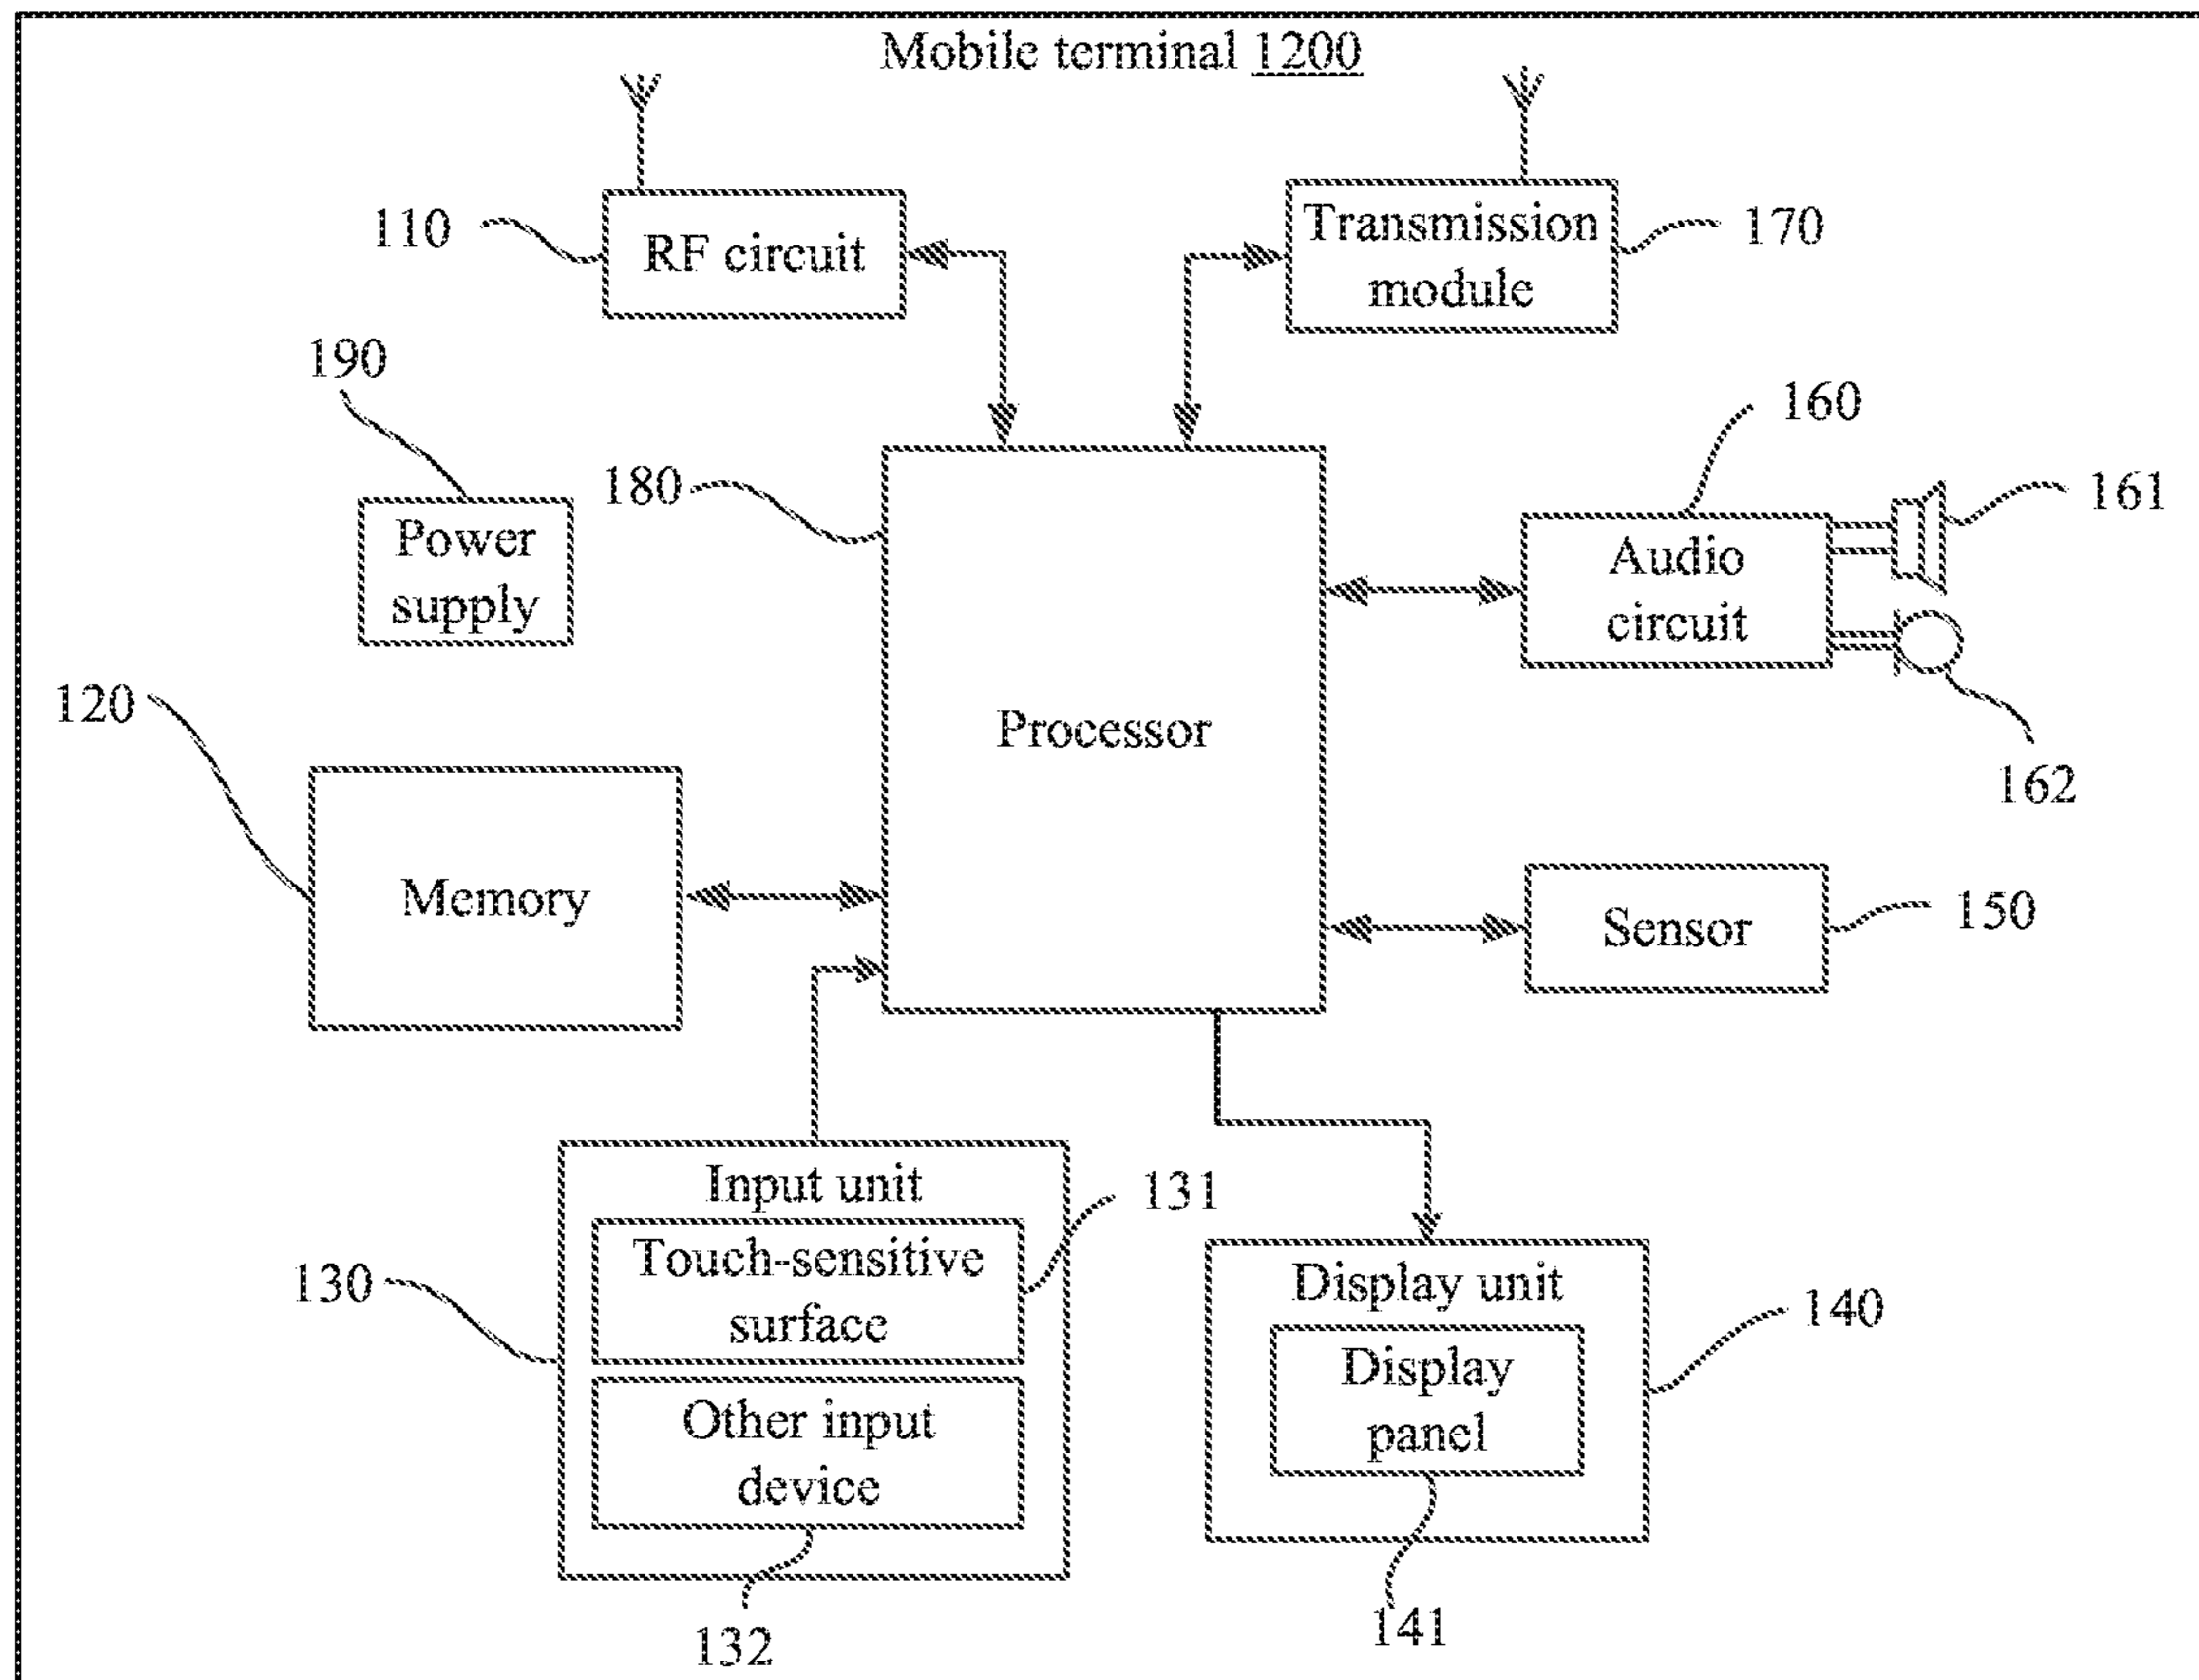 Mobile terminal 1200
110
RF circuit
Transmission
module
170
190
Power
supply
180
160
161
Audio
circuit
162
120
Processor
Memory
Sensor
150
Input unit
131
Touch-sensitive
surface
130
Other input
device
132
Display unit
140
Display
panel
141